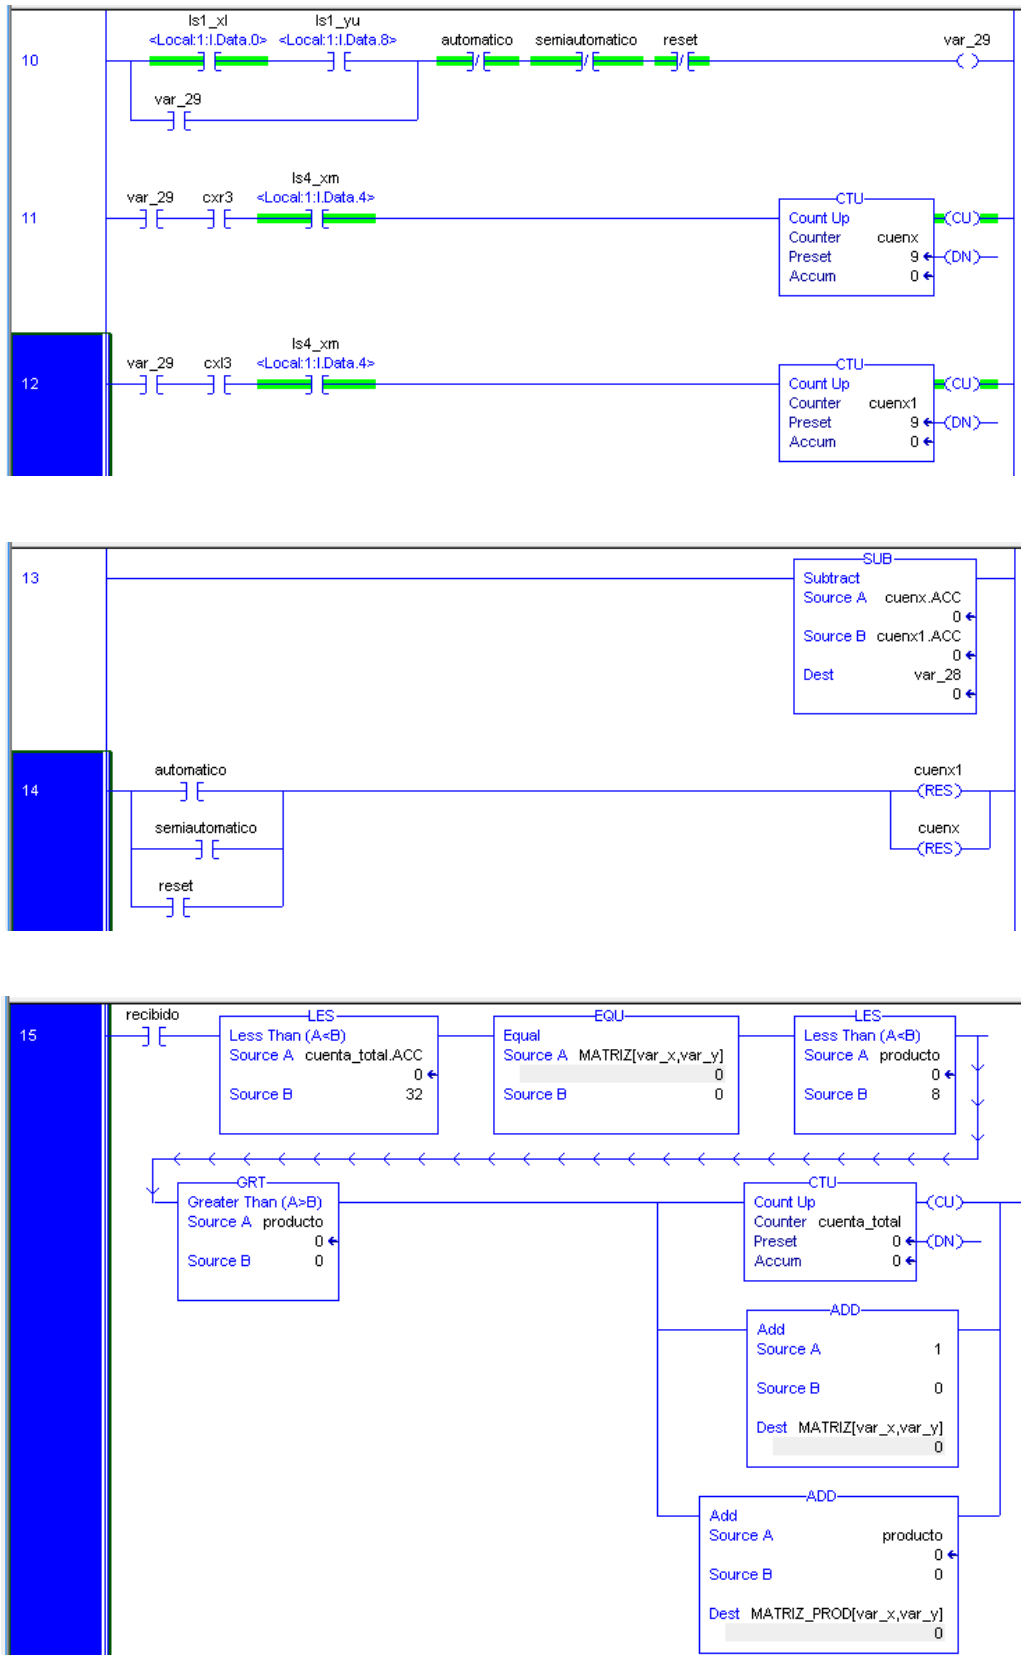 ls1_xl ls1_yu
<Local:1:I.Data.0> <Local:1:I.Data.8> automatico semiautomatico reset var_29
10
var_29
ls4_xm
var_29 cxr3 <Local:1:I.Data.4> CTU
11 Count Up (CU)
Counter cuenx
Preset 9 (DN)
Accum 0
ls4_xm
var_29 cxl3 <Local:1:I.Data.4> CTU
12 Count Up (CU)
Counter cuenx1
Preset 9 (DN)
Accum 0
SUB
13 Subtract
Source A cuenx.ACC
0
Source B cuenx1.ACC
0
Dest var_28
0
automatico cuenx1
14 (RES)
semiautomatico cuenx
(RES)
reset
recibido LES EQU LES
15 Less Than (A<B) Equal Less Than (A<B)
Source A cuenta_total.ACC Source A MATRIZ[var_x,var_y] Source A producto
0 0 0
Source B 32 Source B 0 Source B 8
GRT CTU
Greater Than (A>B) Count Up (CU)
Source A producto Counter cuenta_total
0 Preset 0 (DN)
Source B 0 Accum 0
ADD
Add
Source A 1
Source B 0
Dest MATRIZ[var_x,var_y]
0
ADD
Add
Source A producto
0
Source B 0
Dest MATRIZ_PROD[var_x,var_y]
0